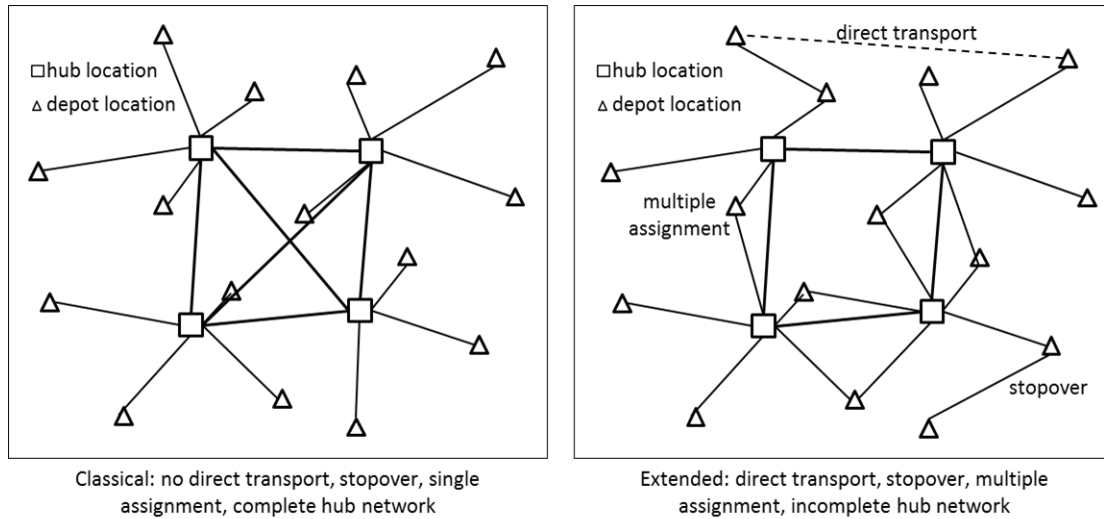 hub location
depot location
Classical: no direct transport, stopover, single
assignment, complete hub network
direct transport
hub location
depot location
multiple
assignment
stopover
Extended: direct transport, stopover, multiple
assignment, incomplete hub network